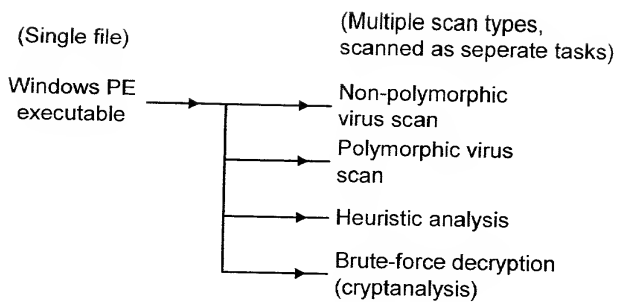 (Single file)
(Multiple scan types,
scanned as seperate tasks)
Windows PE
executable
Non-polymorphic
virus scan
Polymorphic virus
scan
Heuristic analysis
Brute-force decryption
(cryptanalysis)